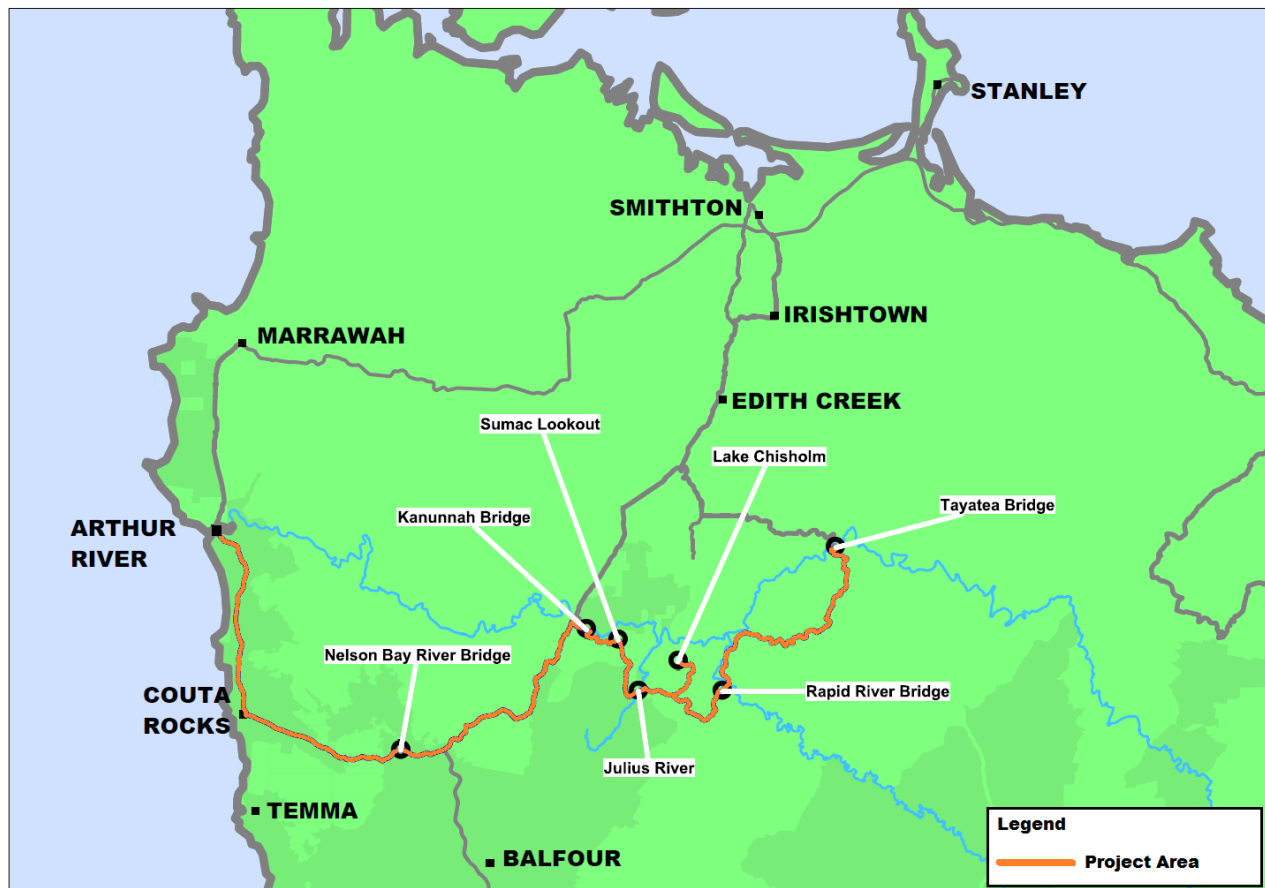 STANLEY
SMITHTON
IRISHTOWN
MARRAWAH
EDITH CREEK
Sumac Lookout
Lake Chisholm
Tayatea Bridge
Kanunnah Bridge
ARTHUR
RIVER
Nelson Bay River Bridge
Rapid River Bridge
COUTA
ROCKS
Julius River
TEMMA
BALFOUR
Legend
Project Area